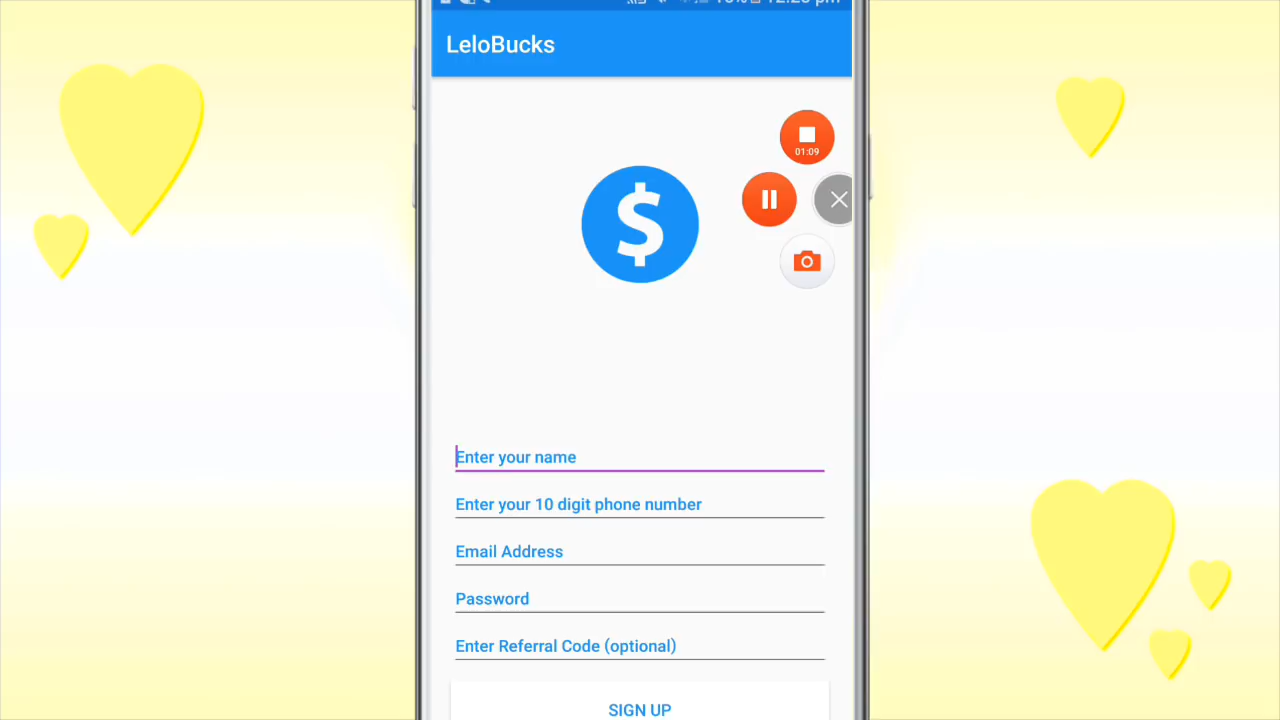 LeloBucks
01:09
Enter your name
Enter your 10 digit phone number
Email Address
Password
Enter Referral Code (optional)
SIGN UP